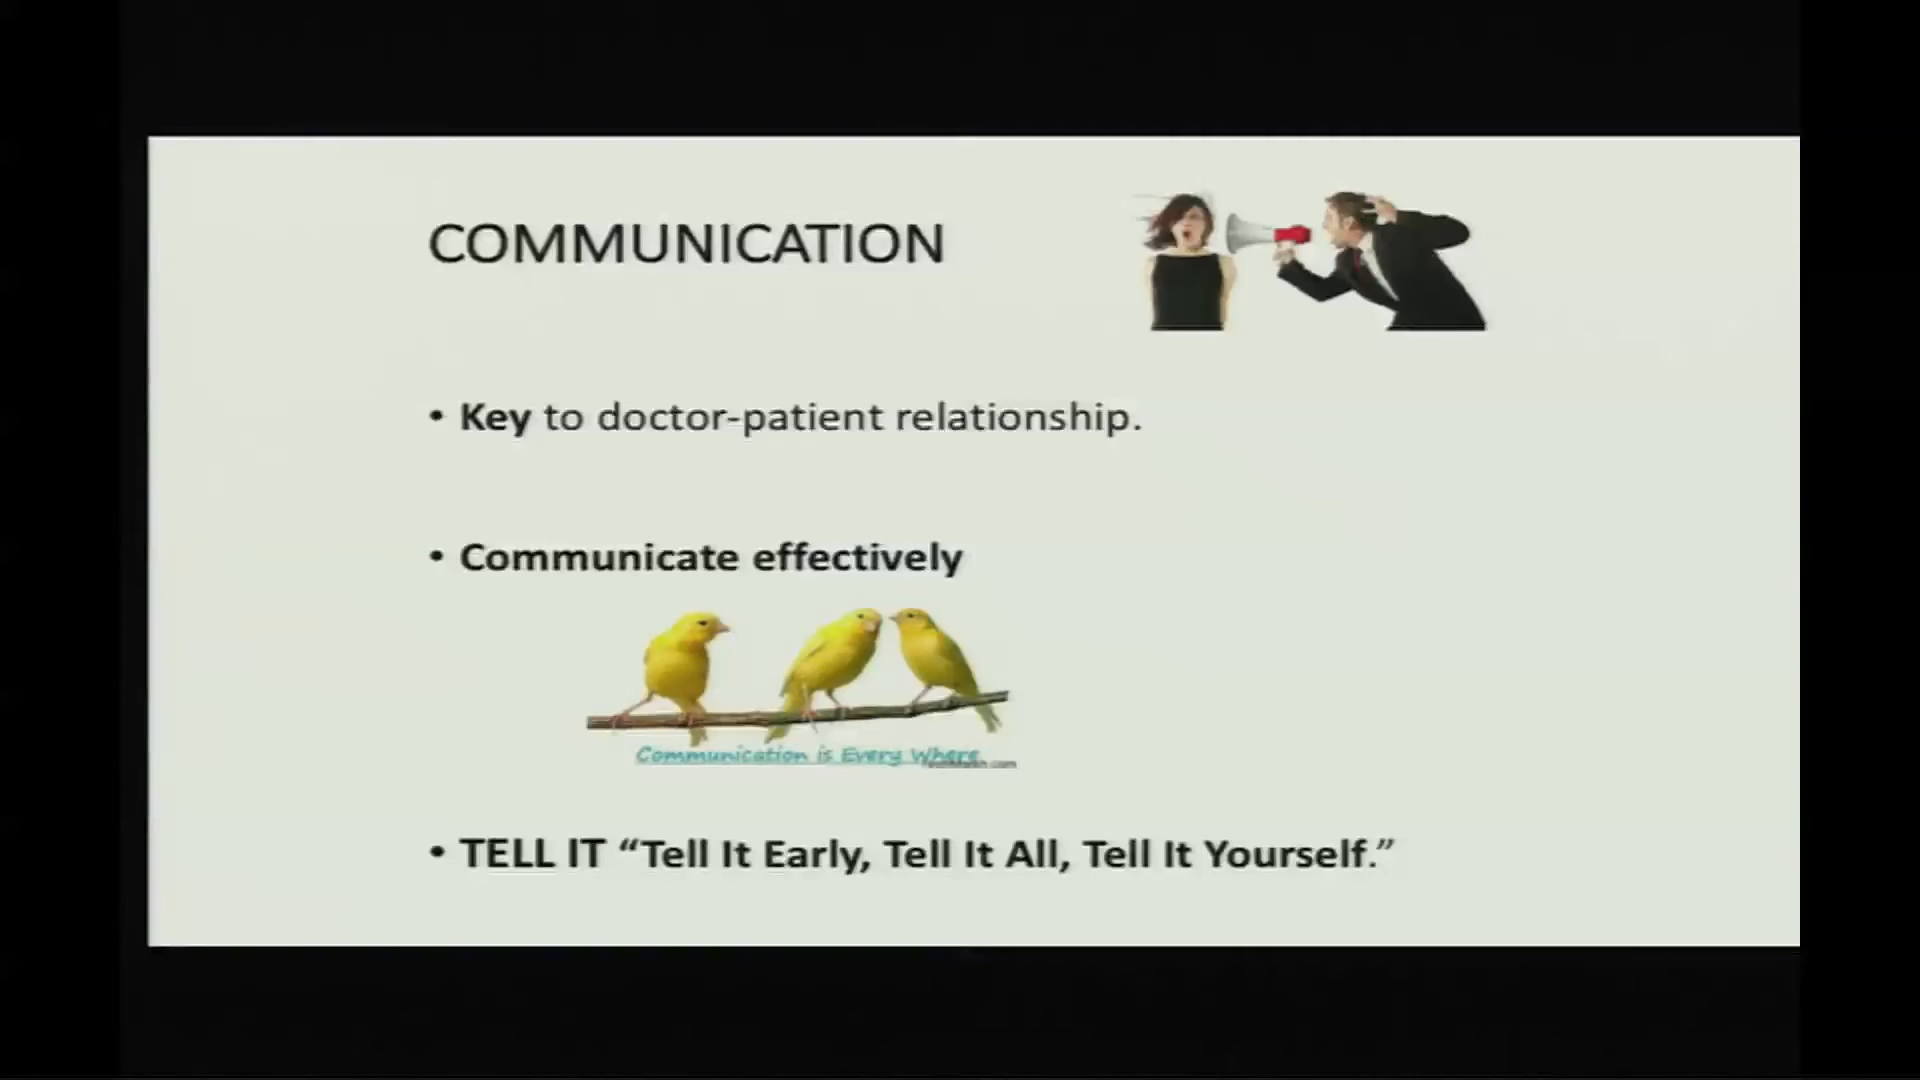 COMMUNICATION
• Key to doctor-patient relationship.
• Communicate effectively
Communication is Every Where
• TELL IT “Tell It Early, Tell It All, Tell It Yourself.”